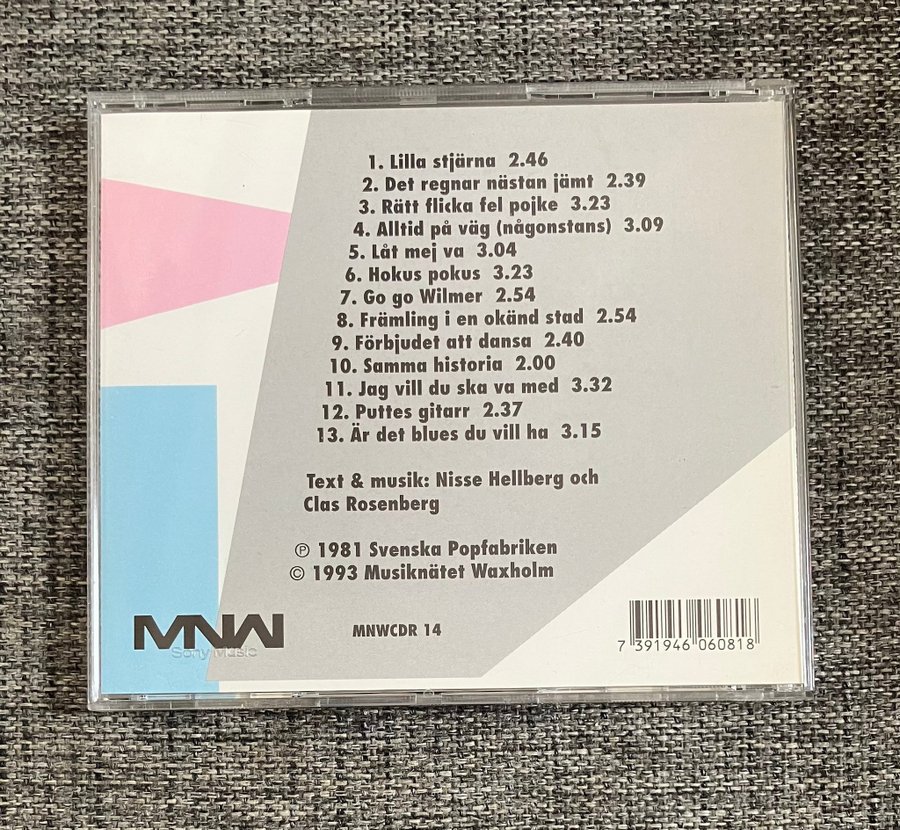 1. Lilla stjärna 2.46
2. Det regnar nästan jämt 2.39
3. Rätt flicka fel pojke 3.23
4. Alltid på väg (någonstans) 3.09
5. Låt mej va 3.04
6. Hokus pokus 3.23
7. Go go Wilmer 2.54
8. Främling i en okänd stad 2.54
9. Förbjudet att dansa 2.40
10. Samma historia 2.00
11. Jag vill du ska va med 3.32
12. Puttes gitarr 2.37
13. Är det blues du vill ha 3.15
Text & musik: Nisse Hellberg och
Clas Rosenberg
℗ 1981 Svenska Popfabriken
© 1993 Musiknätet Waxholm
MNW
Sony Music
MNWCDR 14
7 391946 060818